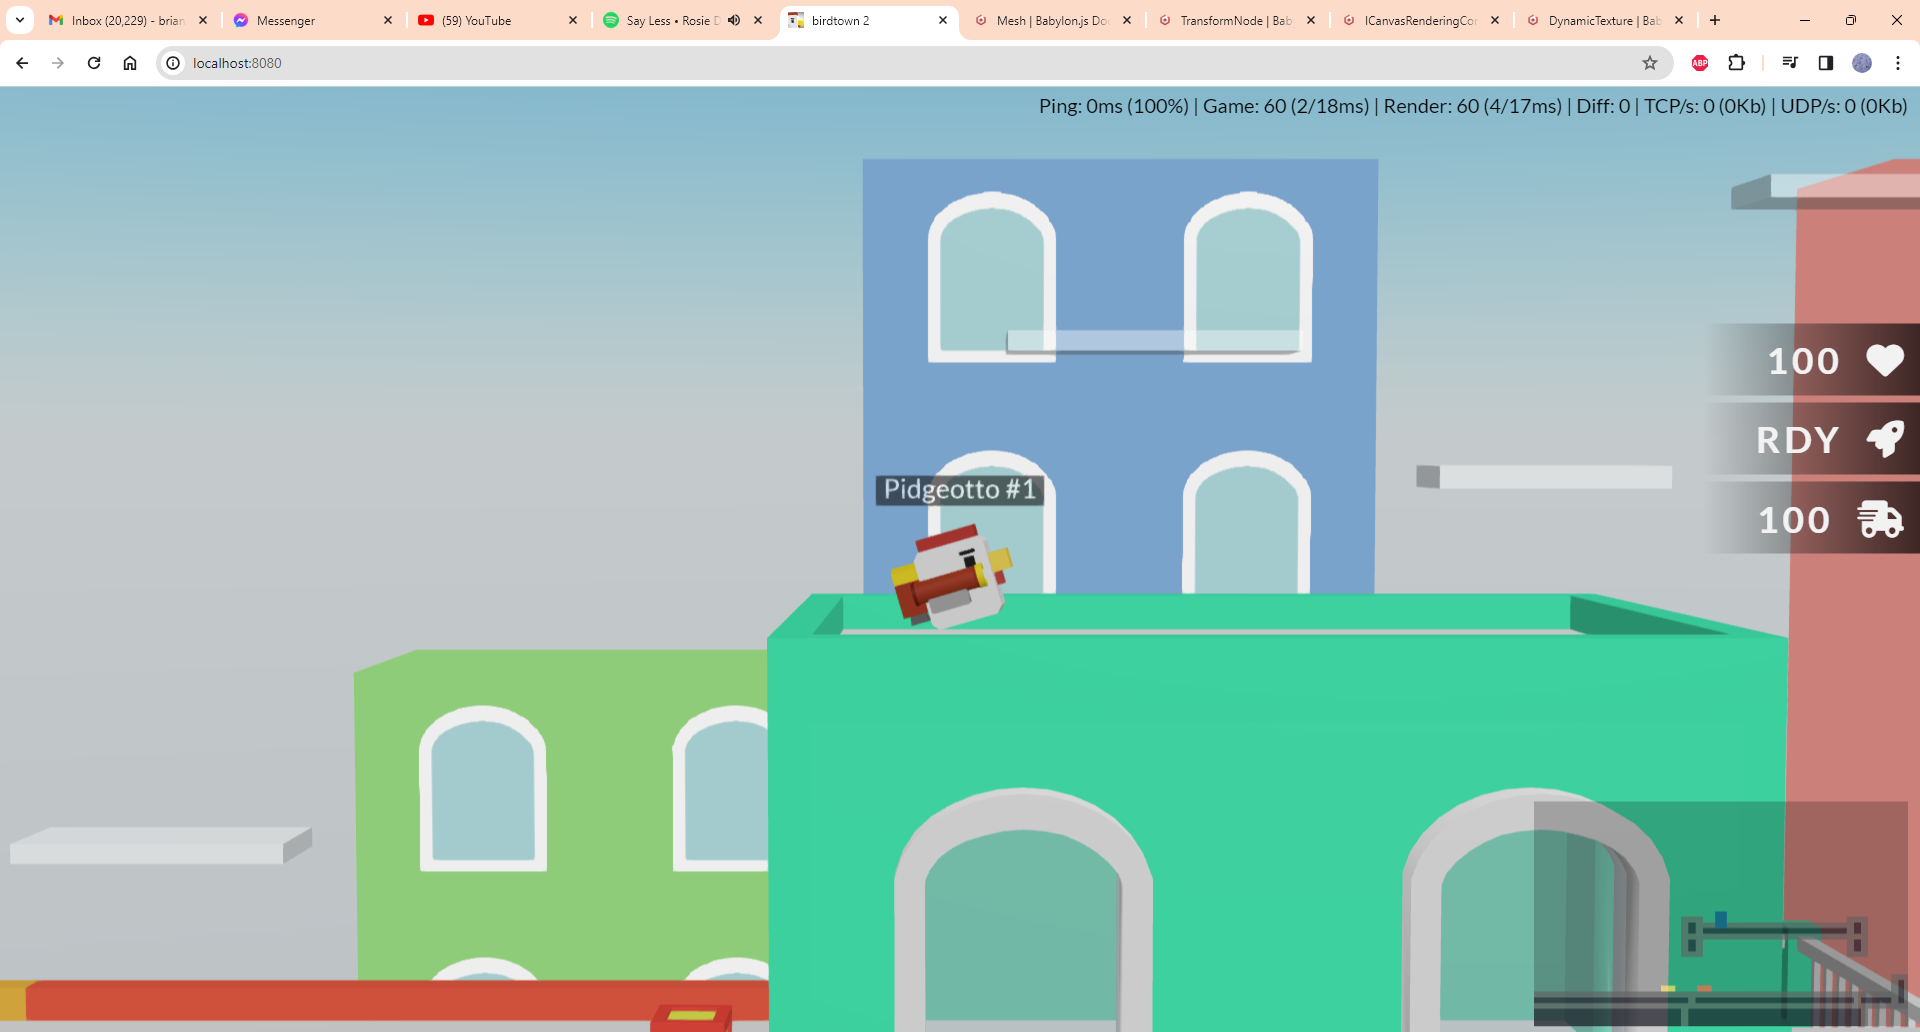 Inbox (20,229) - brian
Messenger
(59) YouTube
Say Less • Rosie D
birdtown 2
Mesh | Babylon.js Do
TransformNode | Bab
ICanvasRenderingCo
DynamicTexture | Bab
localhost:8080
ABP
Ping: 0ms (100%) | Game: 60 (2/18ms) | Render: 60 (4/17ms) | Diff: 0 | TCP/s: 0 (0Kb) | UDP/s: 0 (0Kb)
100
RDY
Pidgeotto #1
100